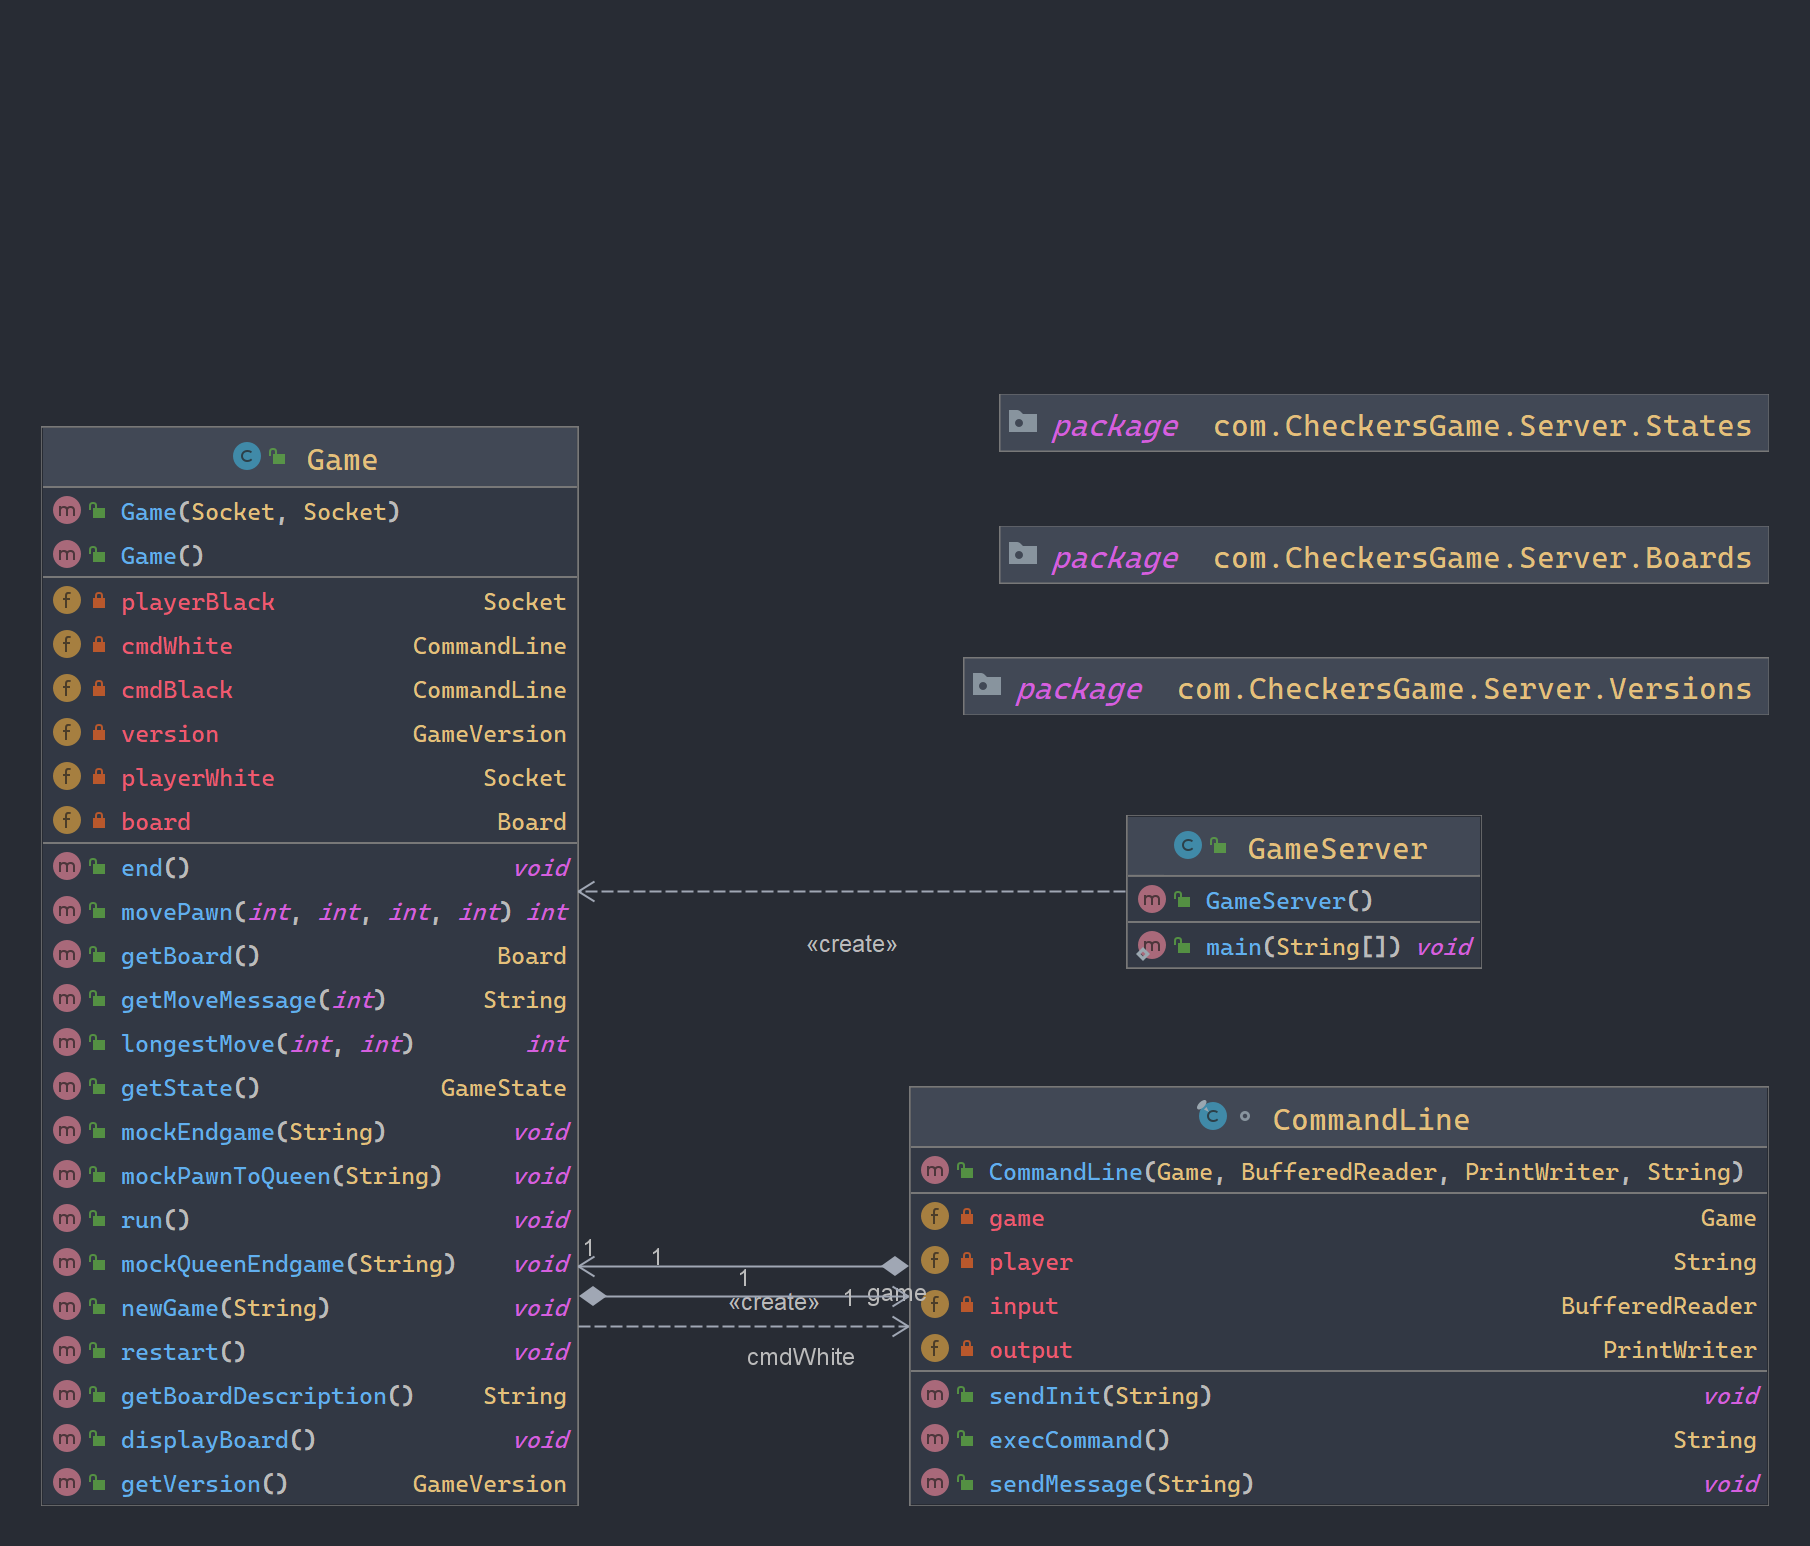 Game
Game(Socket, Socket)
Game()
playerBlack Socket
cmdWhite CommandLine
cmdBlack CommandLine
version GameVersion
playerWhite Socket
board Board
end() void
movePawn(int, int, int, int) int
getBoard() Board
getMoveMessage(int) String
longestMove(int, int) int
getState() GameState
mockEndgame(String) void
mockPawnToQueen(String) void
run() void
mockQueenEndgame(String) void
newGame(String) void
restart() void
getBoardDescription() String
displayBoard() void
getVersion() GameVersion
package com.CheckersGame.Server.States
package com.CheckersGame.Server.Boards
package com.CheckersGame.Server.Versions
GameServer
GameServer()
main(String[]) void
«create»
1
1
1
game
«create» 1
cmdWhite
CommandLine
CommandLine(Game, BufferedReader, PrintWriter, String)
game Game
player String
input BufferedReader
output PrintWriter
sendInit(String) void
execCommand() String
sendMessage(String) void